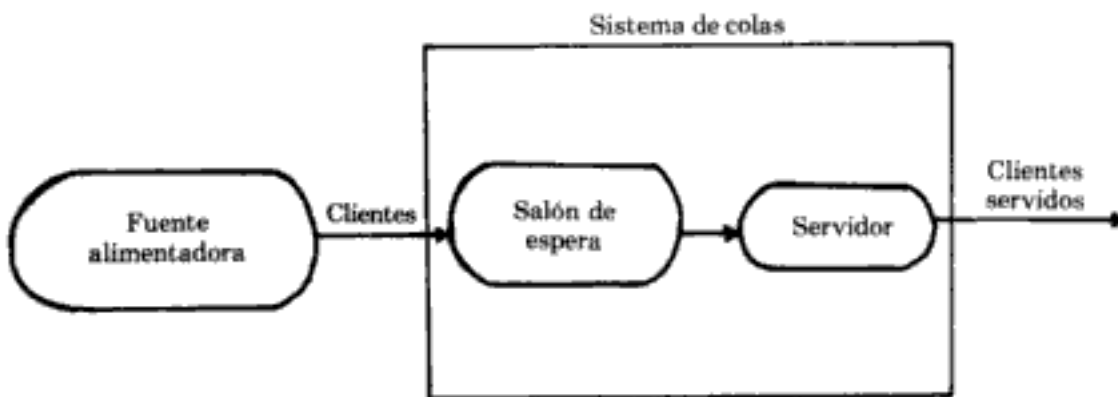 Sistema de colas
Fuente
alimentadora
Clientes
Salón de
espera
Servidor
Clientes
servidos